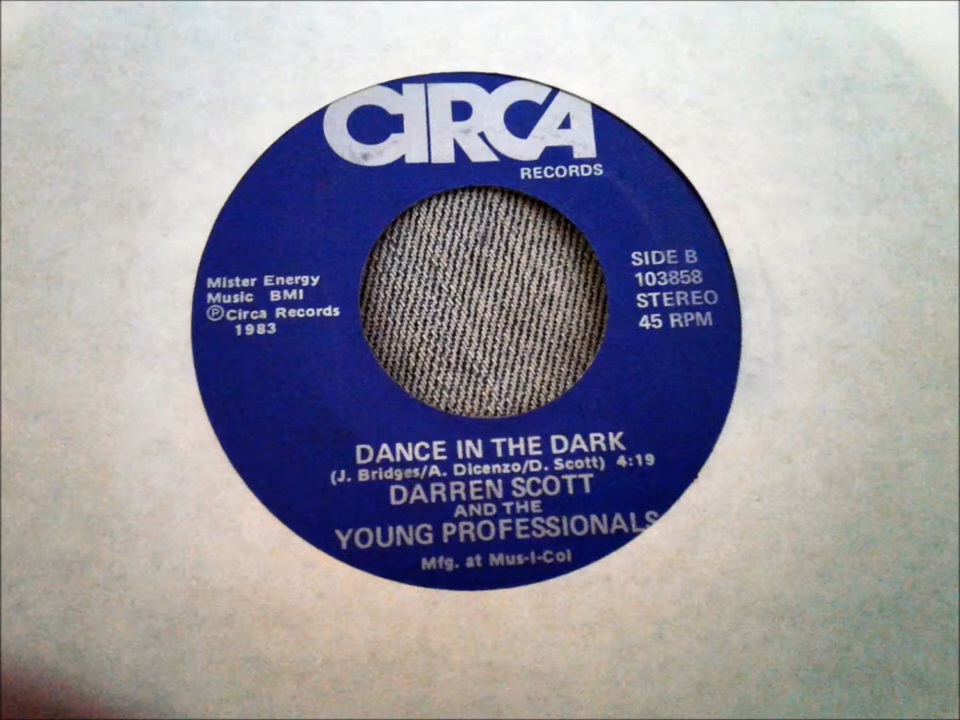 CIRCA
RECORDS
Mister Energy
Music BMI
℗Circa Records
1983
SIDE B
103858
STEREO
45 RPM
DANCE IN THE DARK
(J. Bridges/A. Dicenzo/D. Scott) 4:19
DARREN SCOTT
AND THE
YOUNG PROFESSIONALS
Mfg. at Mus-I-Col